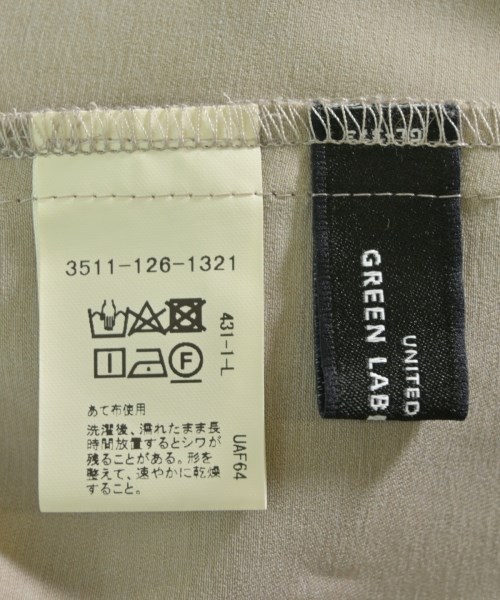 3511-126-1321
431-1-L
F
あて布使用
洗濯後、濡れたまま長
時間放置するとシワが
残ることがある。形を
整えて、速やかに乾燥
すること。
UAF64
UNITED
GREEN LAB